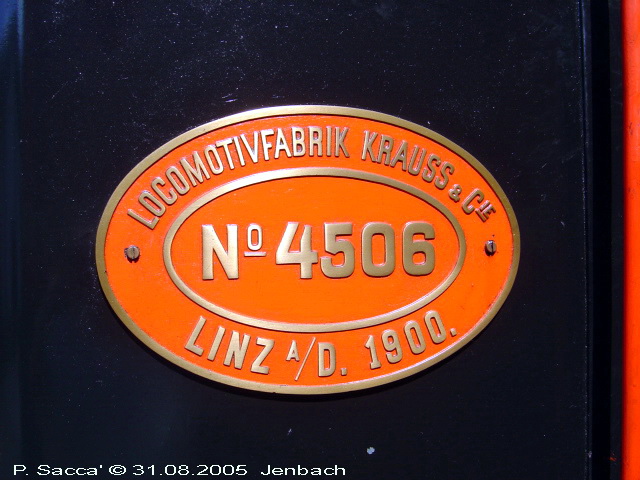 LOCOMOTIVFABRIK KRAUSS & CIE
Nº 4506
LINZ A/D. 1900.
P. Sacca' © 31.08.2005 Jenbach